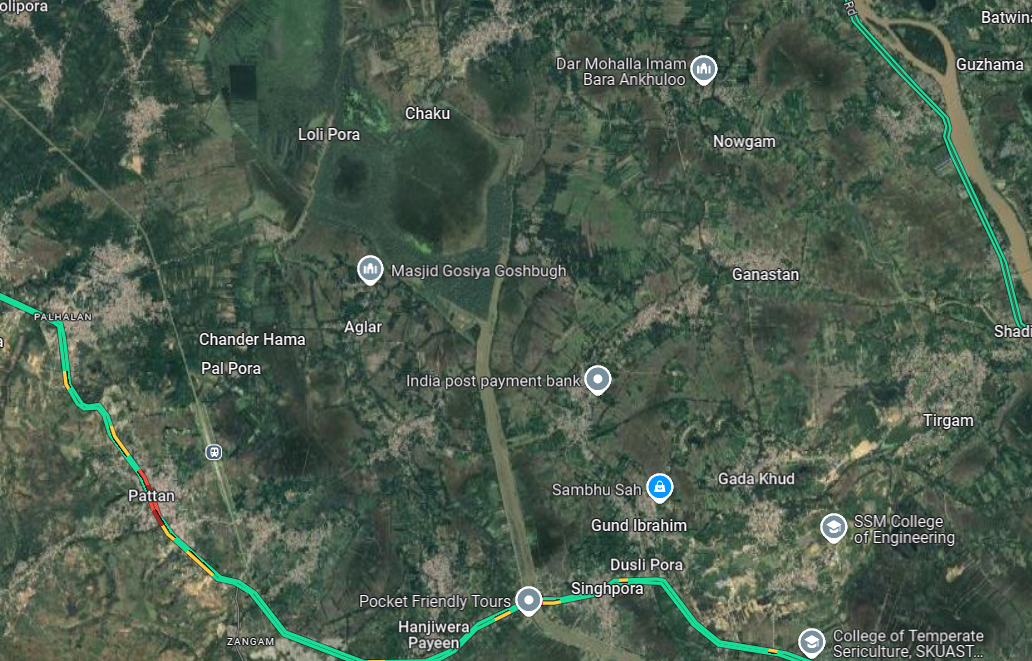 olipora
Rd
Batwina
Dar Mohalla Imam
Bara Ankhuloo
Guzhama
Chaku
Loli Pora
Nowgam
Masjid Gosiya Goshbugh
Ganastan
PALHALAN
Aglar
Shadi
Chander Hama
Pal Pora
India post payment bank
Tirgam
Gada Khud
Sambhu Sah
Pattan
Gund Ibrahim
SSM College
of Engineering
Dusli Pora
Singhpora
Pocket Friendly Tours
Hanjiwera
Payeen
ZANGAM
College of Temperate
Sericulture, SKUAST...